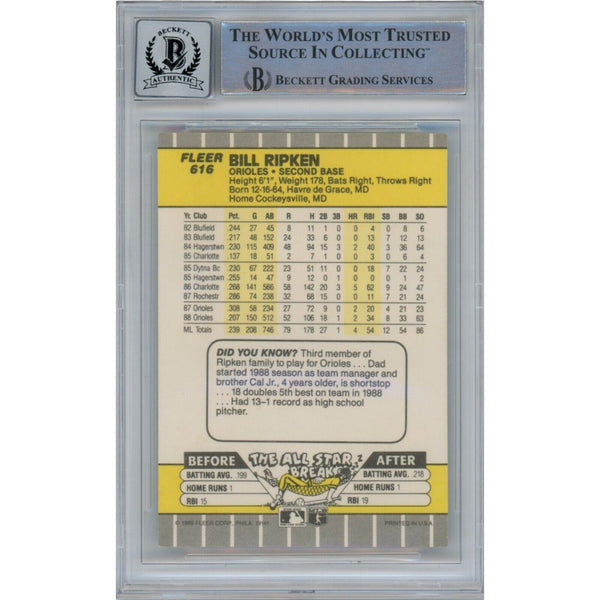 BECKETT
B
AUTHENTIC
THE WORLD'S MOST TRUSTED
SOURCE IN COLLECTING™
B BECKETT GRADING SERVICES
FLEER
616
BILL RIPKEN
ORIOLES • SECOND BASE
Height 6'1", Weight 178, Bats Right, Throws Right
Born 12-16-64, Havre de Grace, MD
Home Cockeysville, MD
Yr. Club Pct. G AB R H 2B 3B HR RBI SB BB SO
82 Blufield .244 27 45 8 11 1 0 0 4 0 8 6
83 Blufield .217 48 152 24 33 6 0 0 13 7 12 13
84 Hagerstwn .230 115 409 48 94 15 3 2 40 3 36 64
85 Charlotte .137 18 51 2 7 1 0 0 3 0 6 4
85 Dytna Bc .230 67 222 23 51 11 0 0 18 7 22 24
85 Hagerstwn .255 14 47 9 12 0 1 0 0 0 1 2
86 Charlotte .268 141 566 58 142 20 3 5 62 9 24 47
87 Rochestr .286 74 238 32 68 15 0 0 11 7 21 24
87 Orioles .308 58 234 27 72 9 0 2 20 4 21 23
88 Orioles .207 150 512 52 106 18 1 2 34 8 33 63
ML Totals .239 208 746 79 178 27 1 4 54 12 54 86
DID YOU KNOW? Third member of
Ripken family to play for Orioles . . . Dad
started 1988 season as team manager and
brother Cal Jr., 4 years older, is shortstop
. . . 18 doubles 5th best on team in 1988
. . . Had 13–1 record as high school
pitcher.
BEFORE THE ALL STAR BREAK AFTER
BATTING AVG. .199 BATTING AVG. .218
HOME RUNS 1 HOME RUNS 1
RBI 15 RBI 19
© 1989 FLEER CORP., PHILA. 19141 PRINTED IN U.S.A.